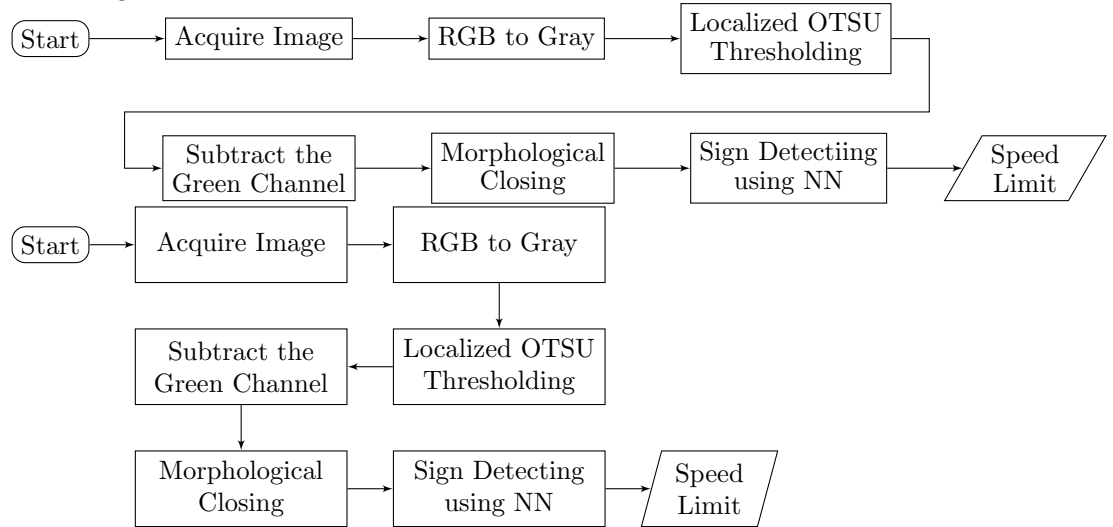 Start
Acquire Image
RGB to Gray
Localized OTSU
Thresholding
Subtract the
Green Channel
Morphological
Closing
Sign Detectiing
using NN
Speed
Limit
Start
Acquire Image
RGB to Gray
Localized OTSU
Thresholding
Subtract the
Green Channel
Morphological
Closing
Sign Detecting
using NN
Speed
Limit